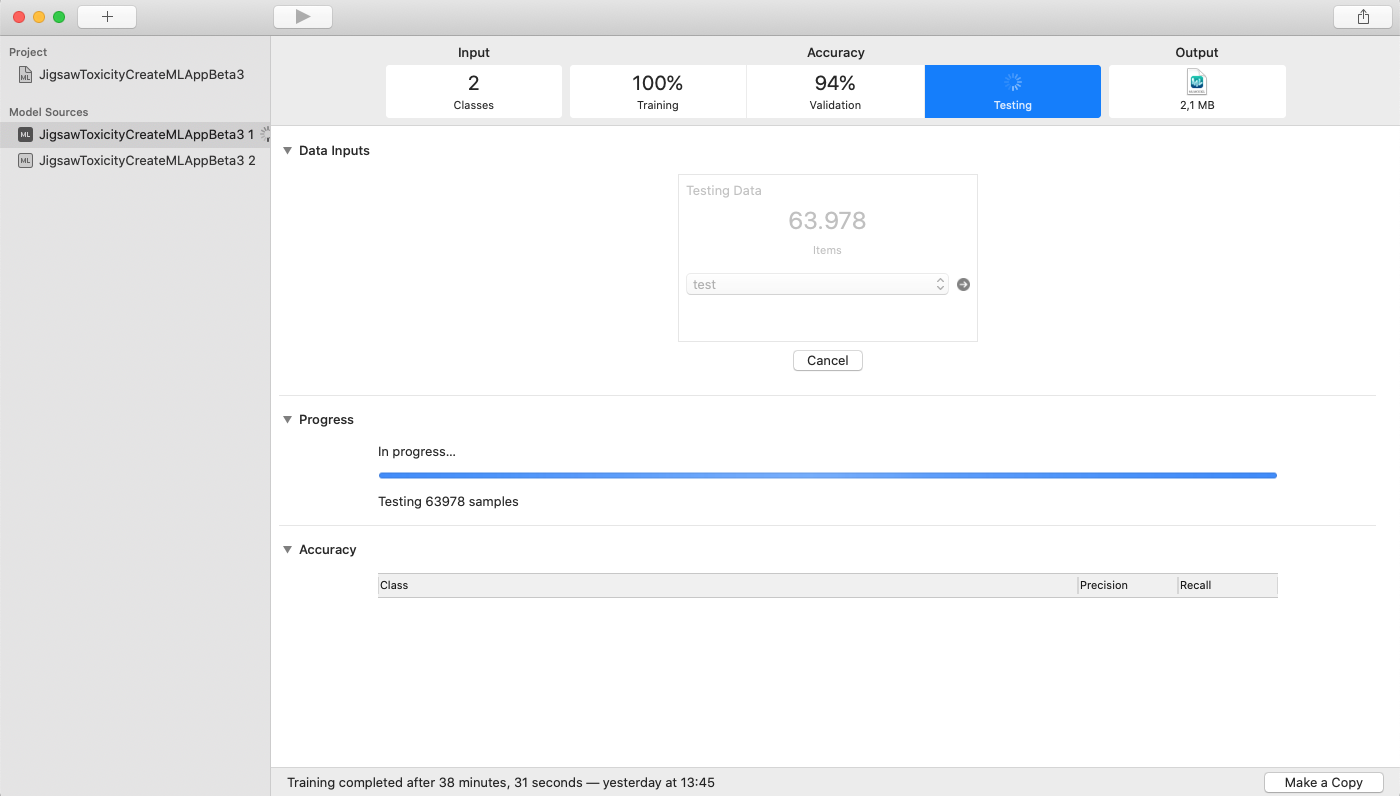 Project
JigsawToxicityCreateMLAppBeta3
Model Sources
ML JigsawToxicityCreateMLAppBeta3 1
ML JigsawToxicityCreateMLAppBeta3 2
Input
Accuracy
Output
2
Classes
100%
Training
94%
Validation
Testing
2,1 MB
Data Inputs
Testing Data
63.978
Items
test
Cancel
Progress
In progress...
Testing 63978 samples
Accuracy
Class Precision Recall
Training completed after 38 minutes, 31 seconds — yesterday at 13:45
Make a Copy